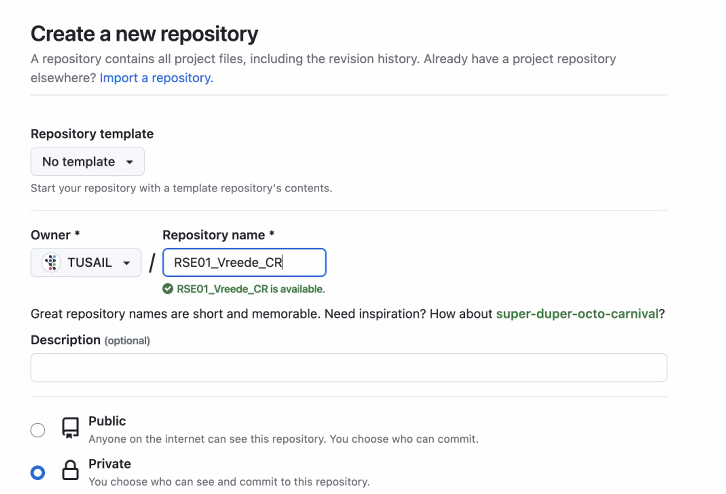 Create a new repository
A repository contains all project files, including the revision history. Already have a project repository
elsewhere? Import a repository.
Repository template
No template
Start your repository with a template repository's contents.
Owner * Repository name *
TUSAIL / RSE01_Vreede_CR
RSE01_Vreede_CR is available.
Great repository names are short and memorable. Need inspiration? How about super-duper-octo-carnival?
Description (optional)
Public
Anyone on the internet can see this repository. You choose who can commit.
Private
You choose who can see and commit to this repository.